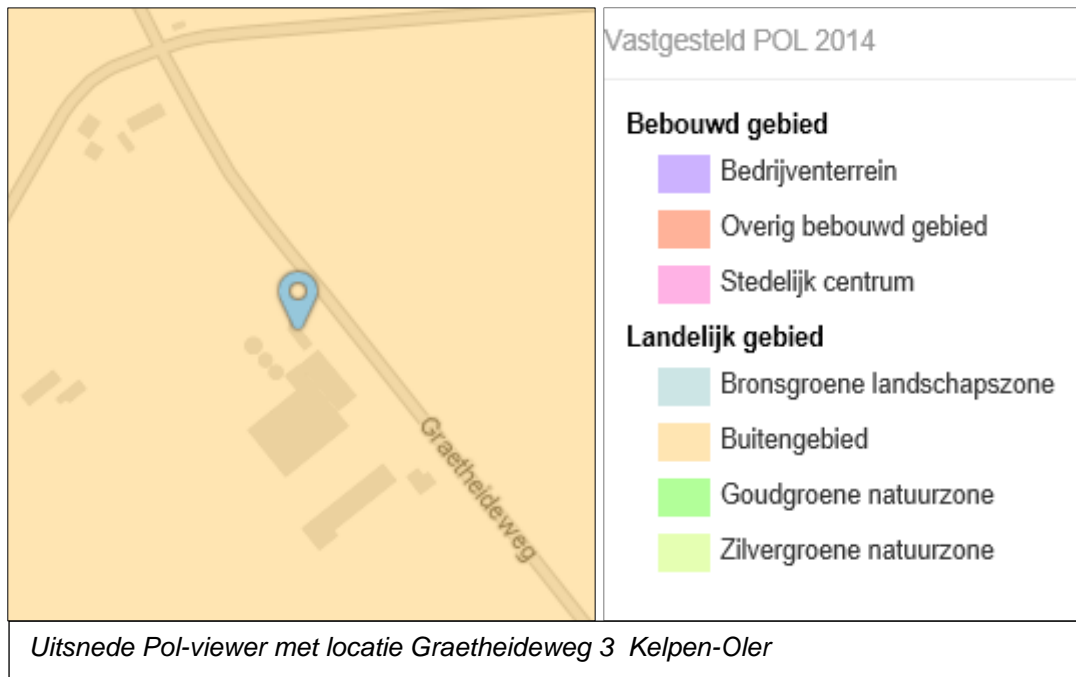 Graetheideweg
Vastgesteld POL 2014
Bebouwd gebied
Bedrijventerrein
Overig bebouwd gebied
Stedelijk centrum
Landelijk gebied
Bronsgroene landschapszone
Buitengebied
Goudgroene natuurzone
Zilvergroene natuurzone
Uitsnede Pol-viewer met locatie Graetheideweg 3 Kelpen-Oler